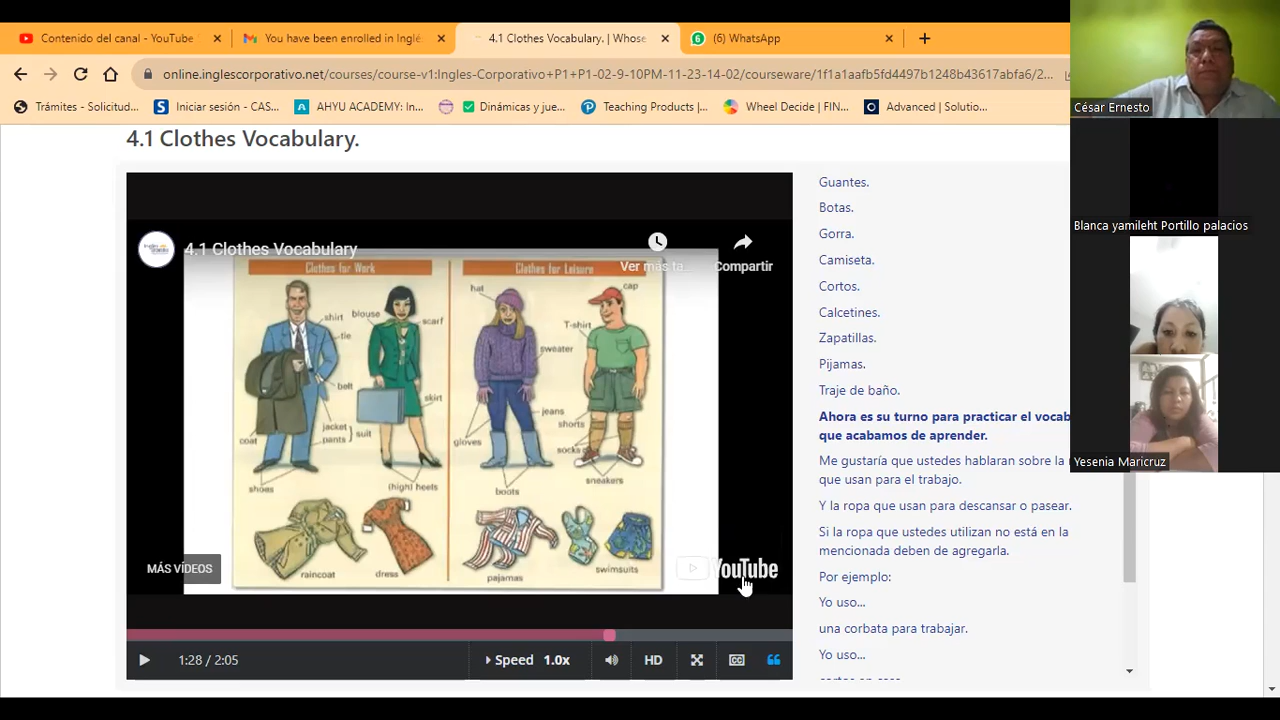 Contenido del canal - YouTube
You have been enrolled in Inglé
4.1 Clothes Vocabulary. | Whose
(6) WhatsApp
online.inglescorporativo.net/courses/course-v1:Ingles-Corporativo+P1+P1-02-9-10PM-11-23-14-02/courseware/1f1a1aafb5fd4497b1248b43617abfa6/2...
Trámites - Solicitud...
Iniciar sesión - CAS...
AHYU ACADEMY: In...
Dinámicas y jue...
Teaching Products |...
Wheel Decide | FIN...
Advanced | Solutio...
César Ernesto
Blanca yamileht Portillo palacios
Yesenia Maricruz
4.1 Clothes Vocabulary.
4.1 Clothes Vocabulary
Ver más ta...
Compartir
Clothes for Work
Clothes for Leisure
shirt
blouse
scarf
tie
belt
skirt
coat
jacket
pants
suit
shoes
(high) heels
raincoat
dress
hat
cap
T-shirt
sweater
jeans
shorts
gloves
socks
boots
sneakers
pajamas
swimsuits
MÁS VÍDEOS
YouTube
1:28 / 2:05
Speed 1.0x
HD
CC
Guantes.
Botas.
Gorra.
Camiseta.
Cortos.
Calcetines.
Zapatillas.
Pijamas.
Traje de baño.
Ahora es su turno para practicar el vocab
que acabamos de aprender.
Me gustaría que ustedes hablaran sobre la
que usan para el trabajo.
Y la ropa que usan para descansar o pasear.
Si la ropa que ustedes utilizan no está en la
mencionada deben de agregarla.
Por ejemplo:
Yo uso...
una corbata para trabajar.
Yo uso...